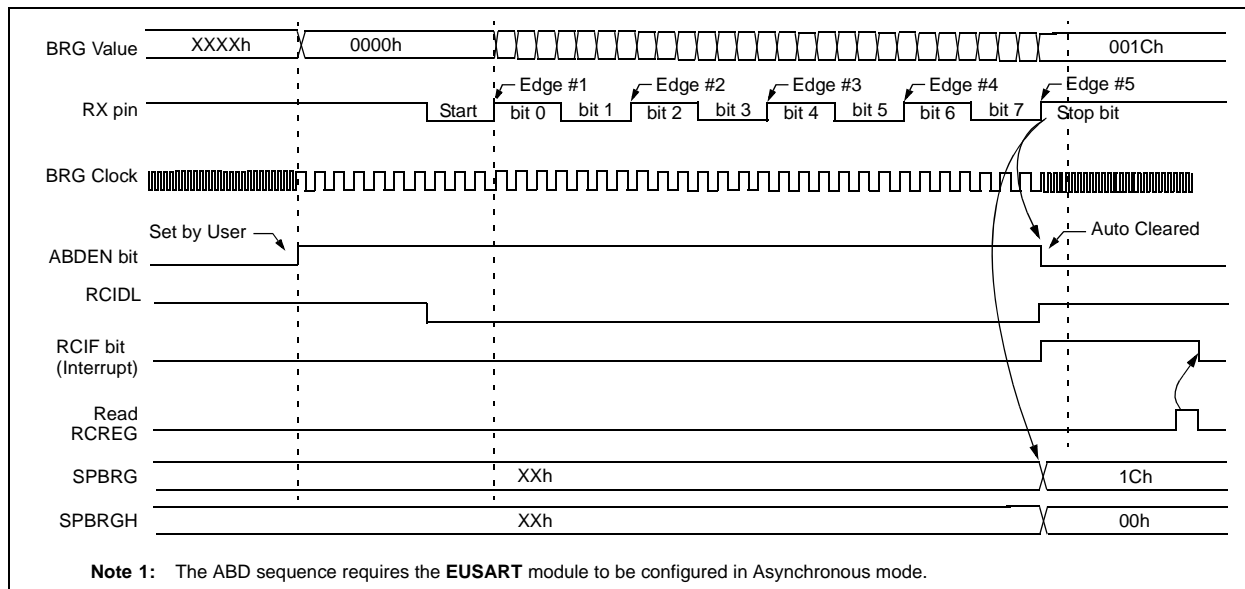 BRG Value XXXXh 0000h 001Ch
Edge #1 Edge #2 Edge #3 Edge #4 Edge #5
RX pin Start bit 0 bit 1 bit 2 bit 3 bit 4 bit 5 bit 6 bit 7 Stop bit
BRG Clock
Set by User Auto Cleared
ABDEN bit
RCIDL
RCIF bit
(Interrupt)
Read
RCREG
SPBRG XXh 1Ch
SPBRGH XXh 00h
Note 1: The ABD sequence requires the EUSART module to be configured in Asynchronous mode.